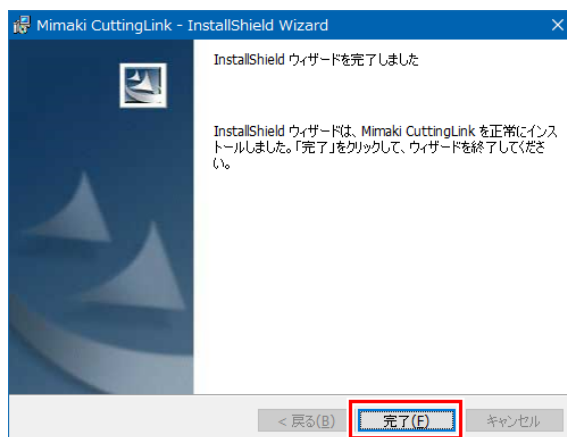 Mimaki CuttingLink - InstallShield Wizard
InstallShield ウィザードを完了しました
InstallShield ウィザードは、Mimaki CuttingLink を正常にインス
トールしました。「完了」をクリックして、ウィザードを終了してくださ
い。
< 戻る(B)
完了(F)
キャンセル